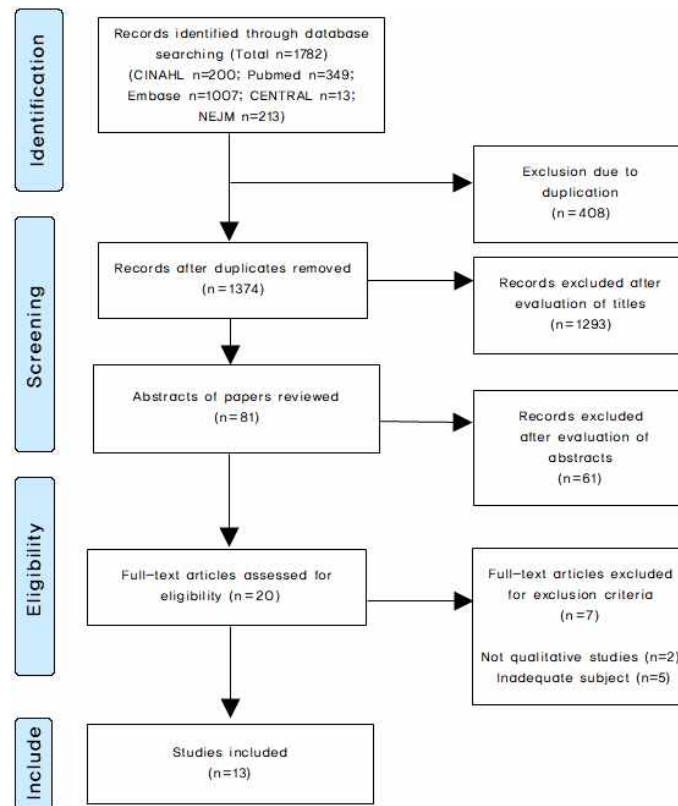 Identification
Records identified through database
searching (Total n=1782)
(CINAHL n=200; Pubmed n=349;
Embase n=1007; CENTRAL n=13;
NEJM n=213)
Exclusion due to
duplication
(n=408)
Screening
Records after duplicates removed
(n=1374)
Records excluded after
evaluation of titles
(n=1293)
Abstracts of papers reviewed
(n=81)
Records excluded
after evaluation of
abstracts
(n=61)
Eligibility
Full-text articles assessed for
eligibility (n=20)
Full-text articles excluded
for exclusion criteria
(n=7)
Not qualitative studies (n=2)
Inadequate subject (n=5)
Include
Studies included
(n=13)